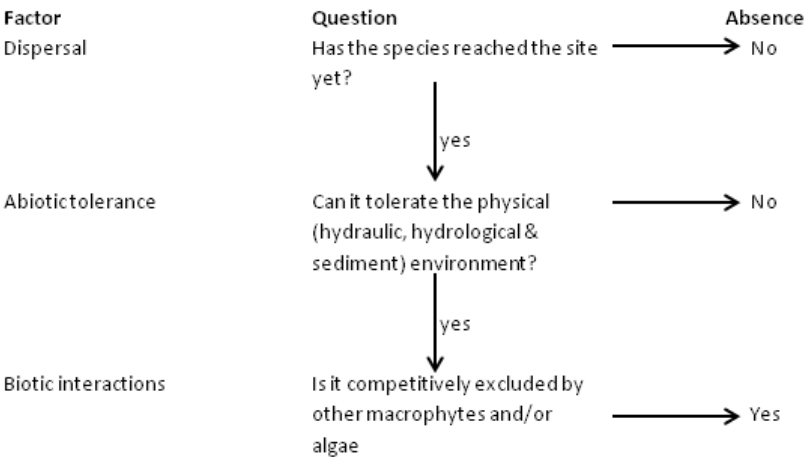 Factor Question Absence
Dispersal Has the species reached the site No
yet?
yes
Abiotic tolerance Can it tolerate the physical No
(hydraulic, hydrological &
sediment) environment?
yes
Biotic interactions Is it competitively excluded by
other macrophytes and/or Yes
algae